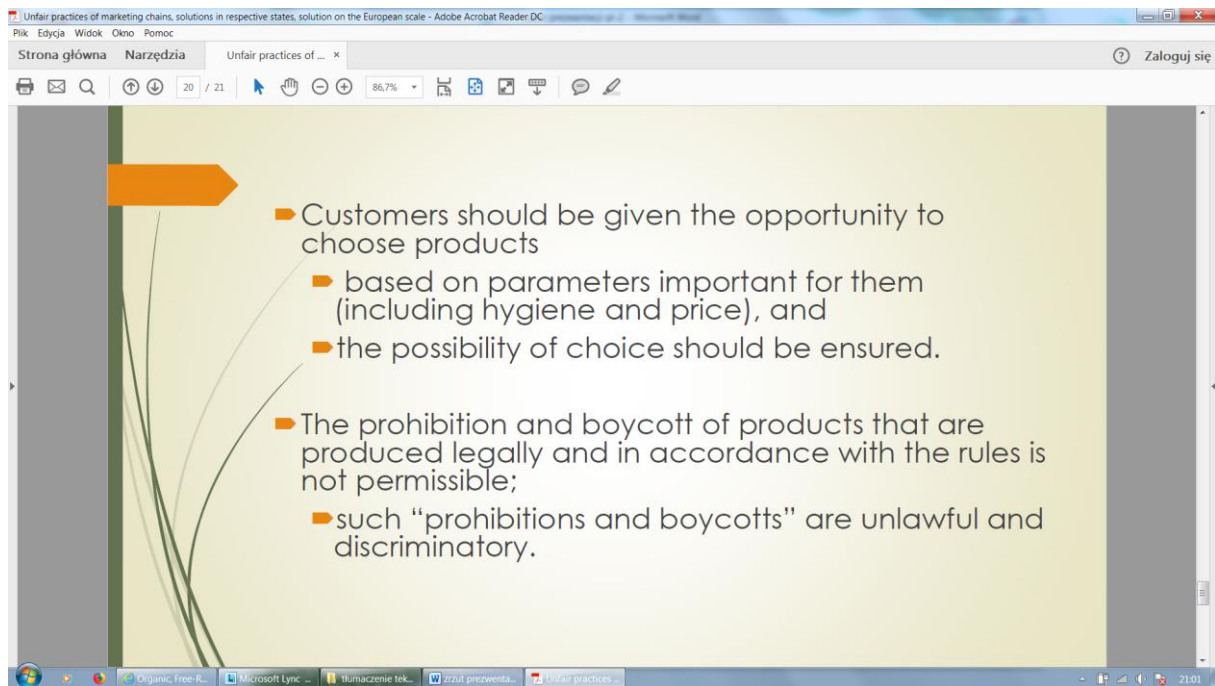 Unfair practices of marketing chains, solutions in respective states, solution on the European scale - Adobe Acrobat Reader DC
Plik Edycja Widok Okno Pomoc
Strona główna Narzędzia Unfair practices of ... × Zaloguj się
20 / 21 86,7%
Customers should be given the opportunity to
choose products
based on parameters important for them
(including hygiene and price), and
the possibility of choice should be ensured.
The prohibition and boycott of products that are
produced legally and in accordance with the rules is
not permissible;
such “prohibitions and boycotts” are unlawful and
discriminatory.
Organic, Free-R... Microsoft Lync ... tłumaczenie tek... zrzut prezwenta... Unfair practices ... 21:01